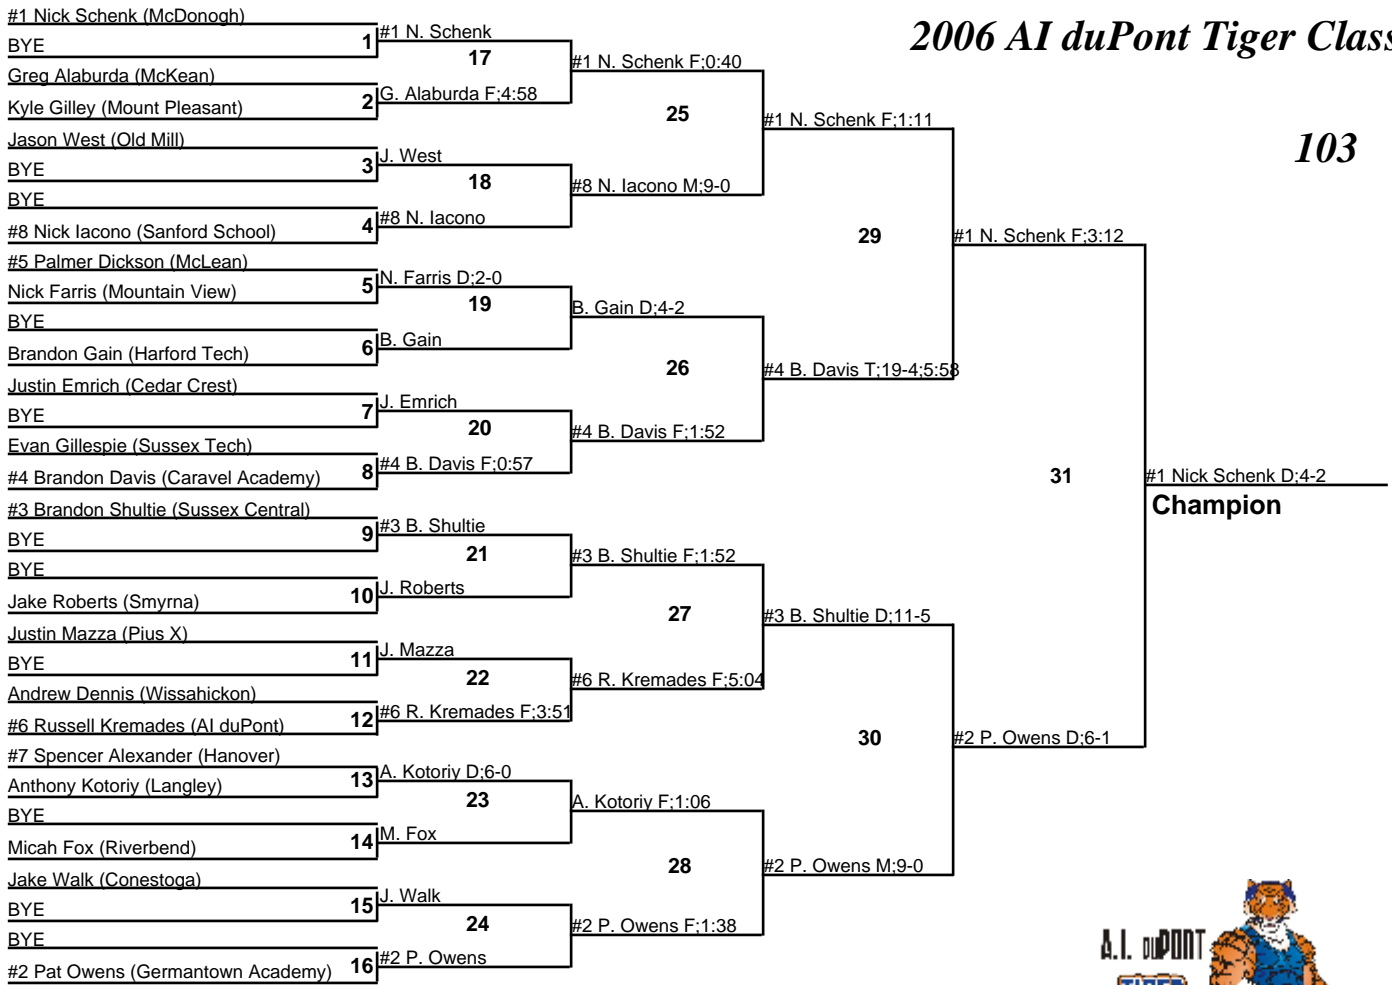 2006 AI duPont Tiger Class
103
#1 Nick Schenk (McDonogh)
BYE
1
Greg Alaburda (McKean)
Kyle Gilley (Mount Pleasant)
2
Jason West (Old Mill)
BYE
3
BYE
#8 Nick Iacono (Sanford School)
4
#5 Palmer Dickson (McLean)
Nick Farris (Mountain View)
5
BYE
Brandon Gain (Harford Tech)
6
Justin Emrich (Cedar Crest)
BYE
7
Evan Gillespie (Sussex Tech)
#4 Brandon Davis (Caravel Academy)
8
#3 Brandon Shultie (Sussex Central)
BYE
9
BYE
Jake Roberts (Smyrna)
10
Justin Mazza (Pius X)
BYE
11
Andrew Dennis (Wissahickon)
#6 Russell Kremades (AI duPont)
12
#7 Spencer Alexander (Hanover)
Anthony Kotoriy (Langley)
13
BYE
Micah Fox (Riverbend)
14
Jake Walk (Conestoga)
BYE
15
BYE
#2 Pat Owens (Germantown Academy)
16
#1 N. Schenk
17
G. Alaburda F;4:58
J. West
18
#8 N. Iacono
N. Farris D;2-0
19
B. Gain
J. Emrich
20
#4 B. Davis F;0:57
#3 B. Shultie
21
J. Roberts
J. Mazza
22
#6 R. Kremades F;3:51
A. Kotoriy D;6-0
23
M. Fox
J. Walk
24
#2 P. Owens
#1 N. Schenk F;0:40
25
#8 N. Iacono M;9-0
B. Gain D;4-2
26
#4 B. Davis F;1:52
#3 B. Shultie F;1:52
27
#6 R. Kremades F;5:04
A. Kotoriy F;1:06
28
#2 P. Owens F;1:38
#1 N. Schenk F;1:11
29
#4 B. Davis T;19-4;5:58
#3 B. Shultie D;11-5
30
#2 P. Owens M;9-0
#1 N. Schenk F;3:12
31
#2 P. Owens D;6-1
#1 Nick Schenk D;4-2
Champion
A.I. duPONT
TIGER